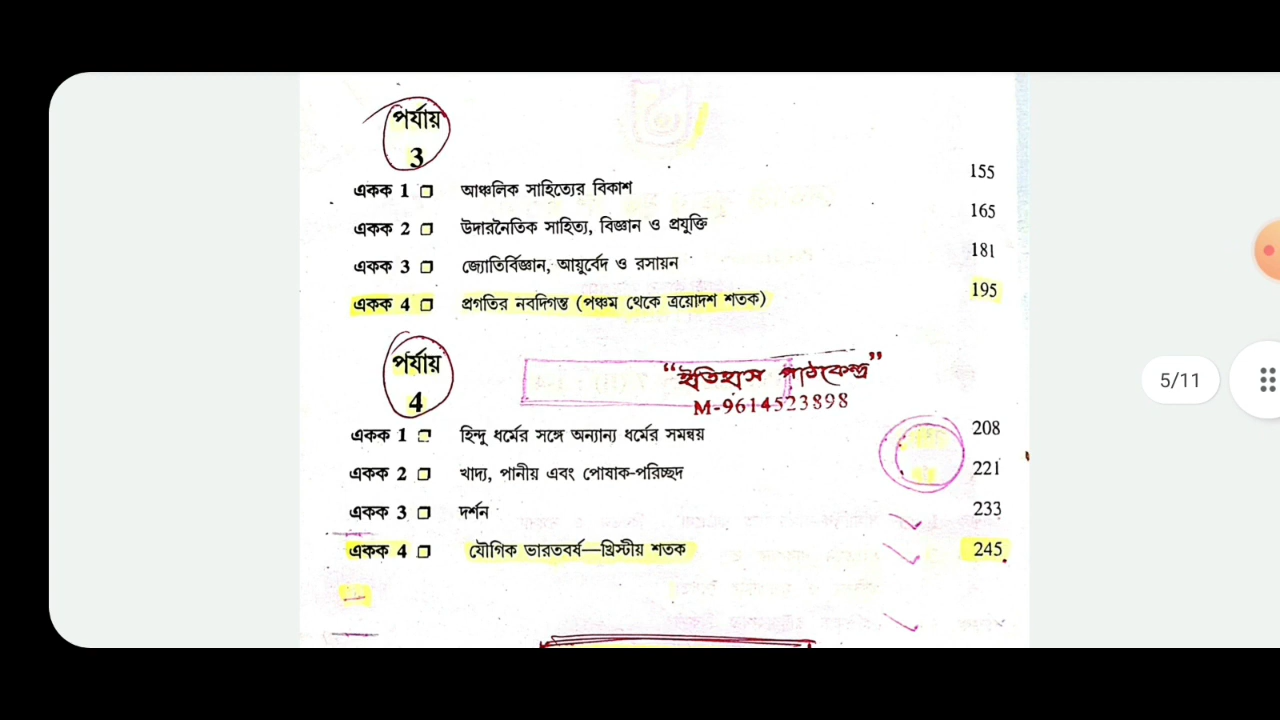 পর্যায়
3
একক 1 আঞ্চলিক সাহিত্যের বিকাশ 155
একক 2 উদারনৈতিক সাহিত্য, বিজ্ঞান ও প্রযুক্তি 165
একক 3 জ্যোতির্বিজ্ঞান, আয়ুর্বেদ ও রসায়ন 181
একক 4 প্রগতির নবদিগন্ত (পঞ্চম থেকে ত্রয়োদশ শতক) 195
পর্যায়
4
"ইতিহাস পাঠকেন্দ্র"
M-9614523898
5/11
একক 1 হিন্দু ধর্মের সঙ্গে অন্যান্য ধর্মের সমন্বয় 208
একক 2 খাদ্য, পানীয় এবং পোষাক-পরিচ্ছদ 221
একক 3 দর্শন 233
একক 4 যৌগিক ভারতবর্ষ—খ্রিস্টীয় শতক 245